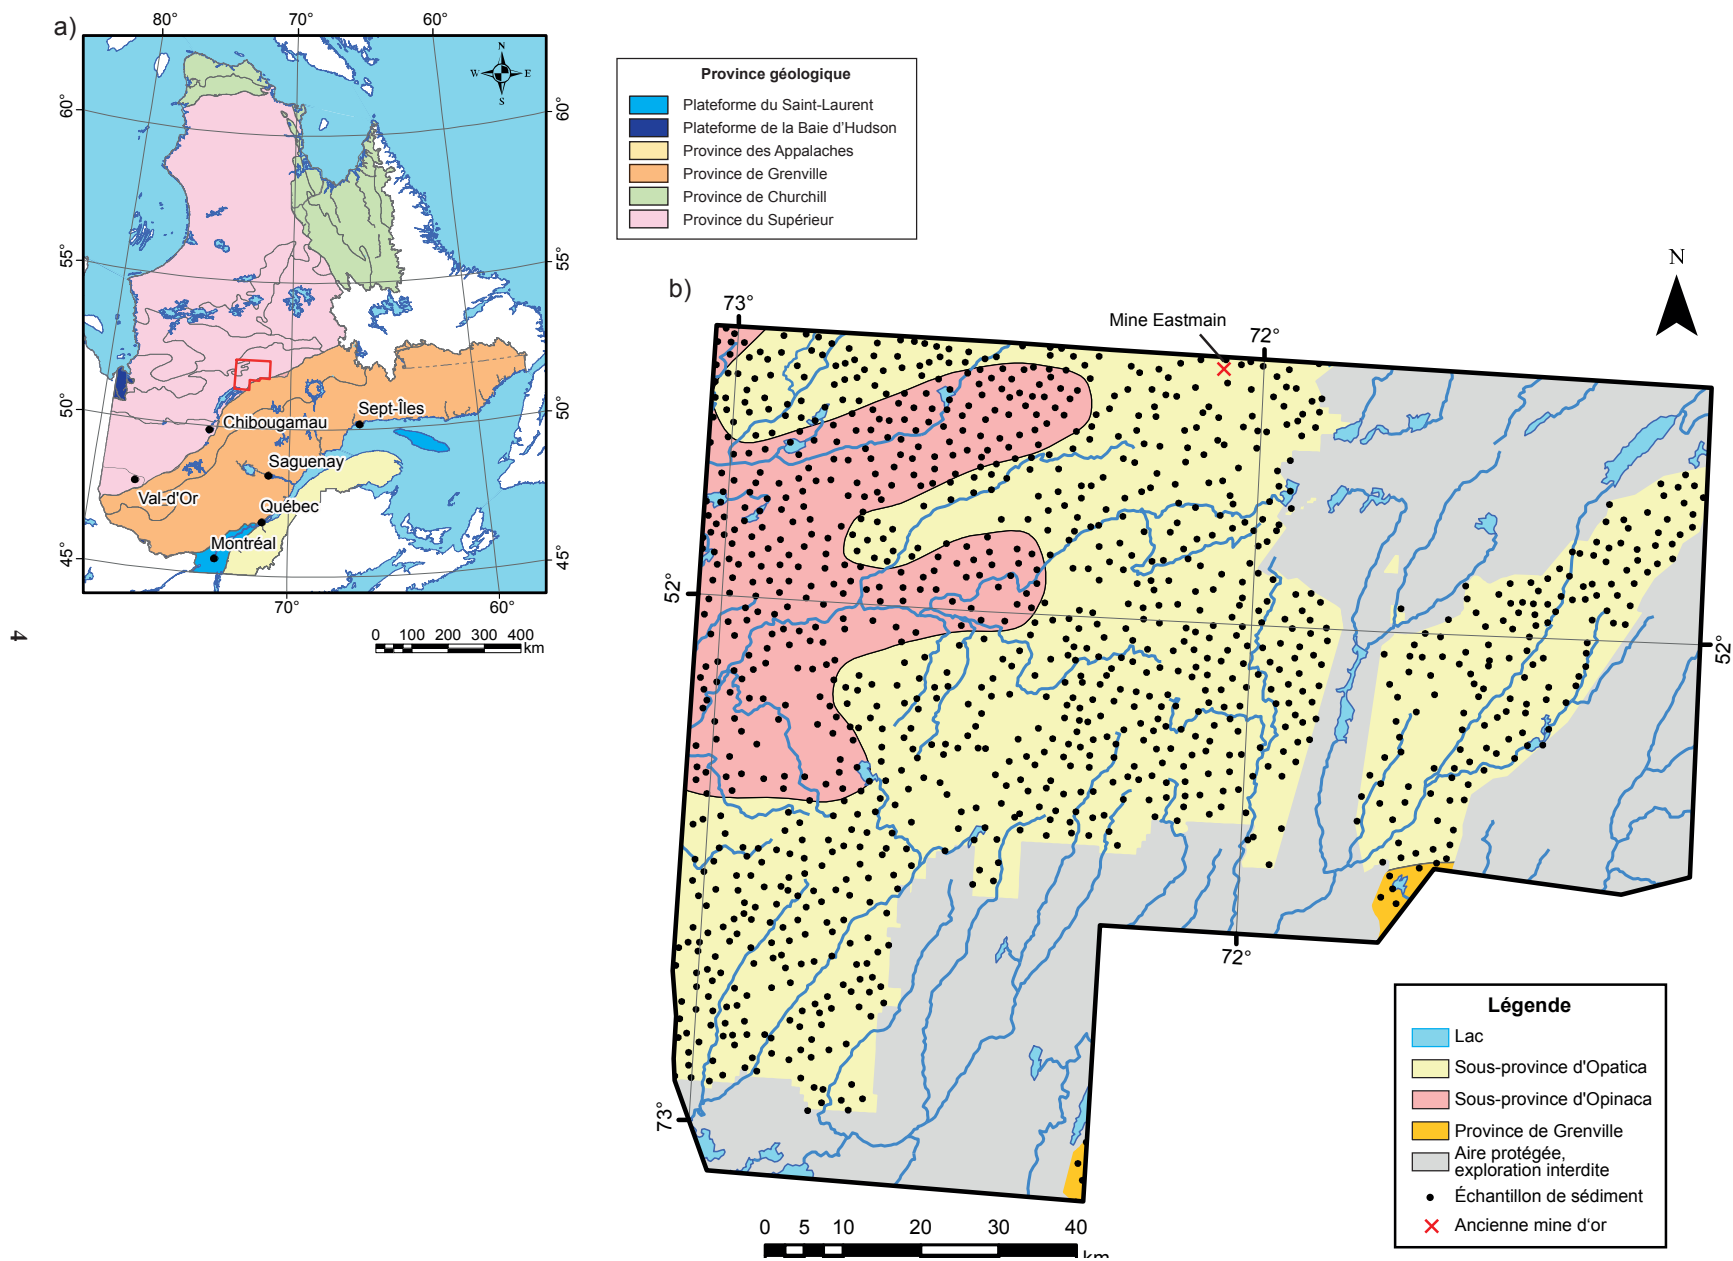 a)
80°
70°
60°
N
W
E
S
60°
60°
55°
55°
50°
50°
45°
45°
Chibougamau
Sept-Îles
Saguenay
Val-d'Or
Québec
Montréal
70°
60°
0 100 200 300 400
km
Province géologique
Plateforme du Saint-Laurent
Plateforme de la Baie d'Hudson
Province des Appalaches
Province de Grenville
Province de Churchill
Province du Supérieur
4
b)
N
73°
Mine Eastmain
72°
52°
52°
72°
73°
0 5 10 20 30 40
km
Légende
Lac
Sous-province d'Opatica
Sous-province d'Opinaca
Province de Grenville
Aire protégée,
exploration interdite
Échantillon de sédiment
Ancienne mine d'or